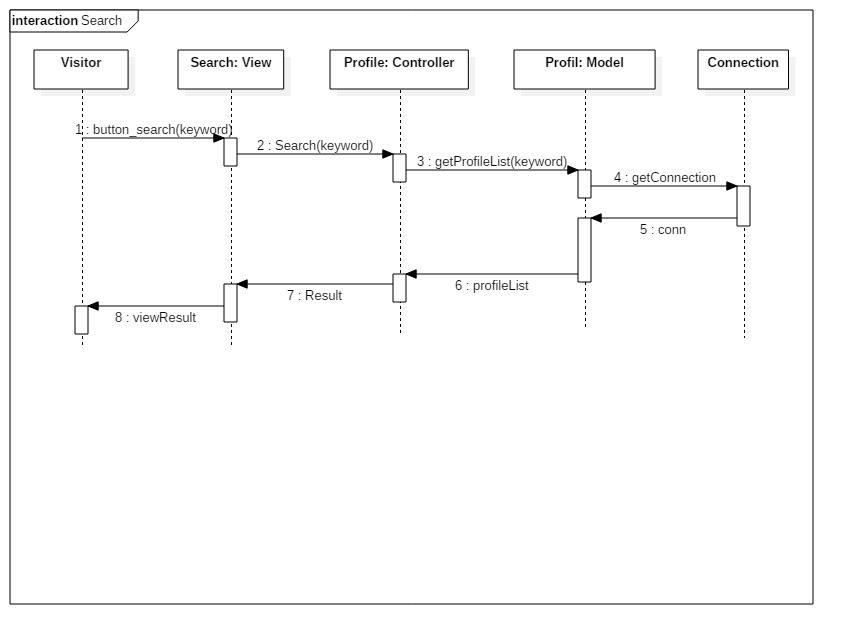 interaction Search
Visitor
Search: View
Profile: Controller
Profil: Model
Connection
1 : button_search(keyword)
2 : Search(keyword)
3 : getProfileList(keyword)
4 : getConnection
5 : conn
6 : profileList
7 : Result
8 : viewResult